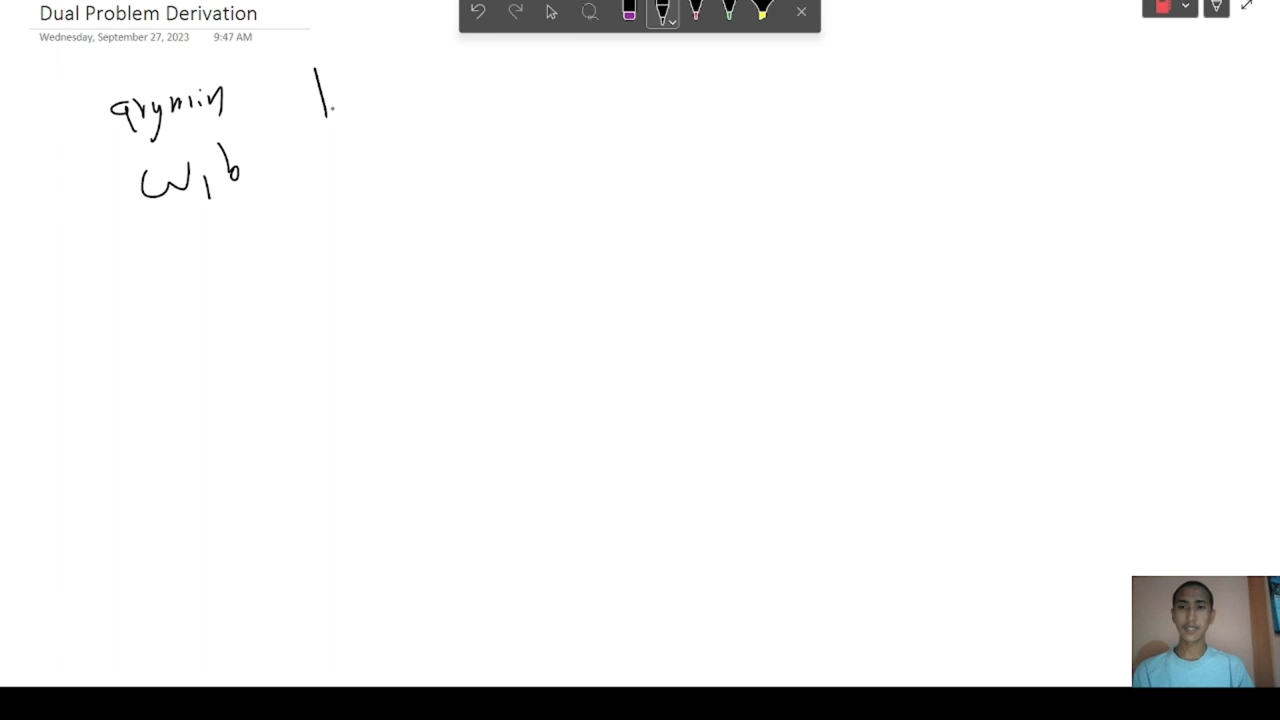 Dual Problem Derivation
Wednesday, September 27, 2023 9:47 AM
argmin
w, b